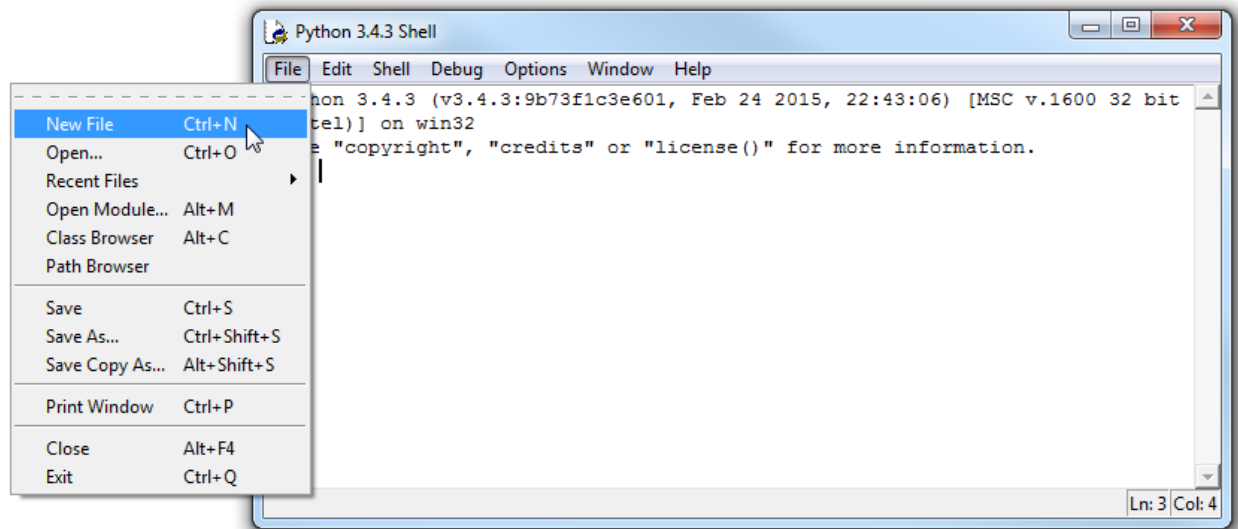 Python 3.4.3 Shell
File Edit Shell Debug Options Window Help
hon 3.4.3 (v3.4.3:9b73f1c3e601, Feb 24 2015, 22:43:06) [MSC v.1600 32 bit
tel)] on win32
e "copyright", "credits" or "license()" for more information.
New File Ctrl+N
Open... Ctrl+O
Recent Files
Open Module... Alt+M
Class Browser Alt+C
Path Browser
Save Ctrl+S
Save As... Ctrl+Shift+S
Save Copy As... Alt+Shift+S
Print Window Ctrl+P
Close Alt+F4
Exit Ctrl+Q
Ln: 3 Col: 4